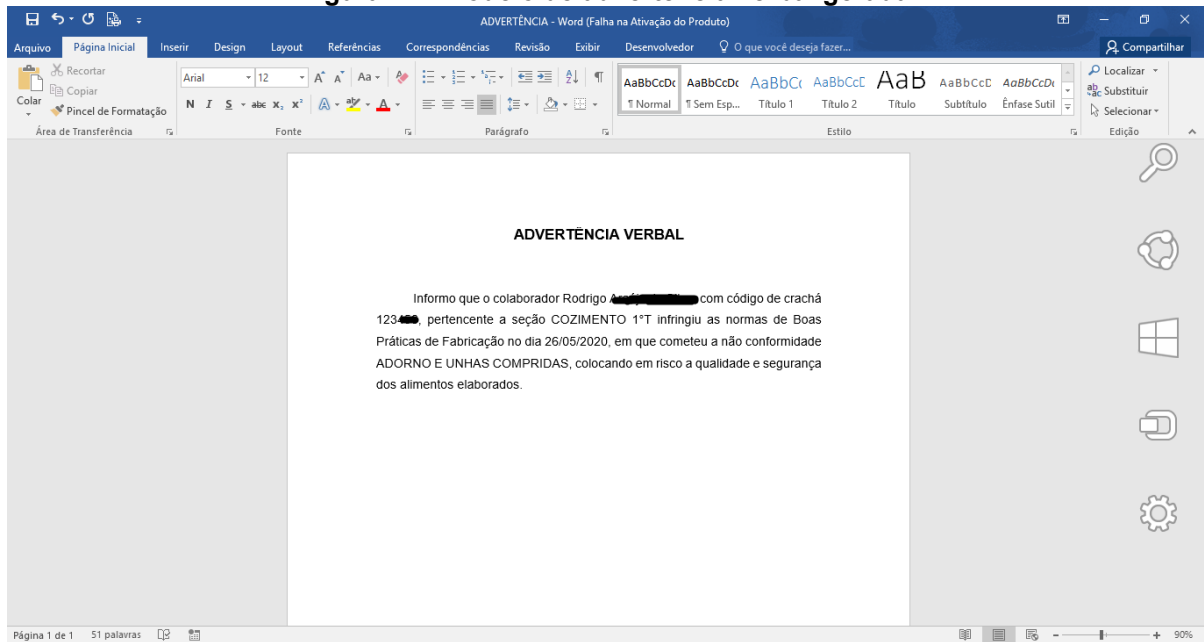 ADVERTÊNCIA - Word (Falha na Ativação do Produto)
Arquivo Página Inicial Inserir Design Layout Referências Correspondências Revisão Exibir Desenvolvedor O que você deseja fazer... Compartilhar
Colar
Recortar
Copiar
Pincel de Formatação
Área de Transferência
Arial 12
N I S abc X₂ X²
Fonte
Parágrafo
AaBbCcDc AaBbCcDc AaBbCc AaBbCcC AaB AaBbCcD AaBbCcDc
¶ Normal ¶ Sem Esp... Título 1 Título 2 Título Subtítulo Ênfase Sutil
Estilo
Localizar
Substituir
Selecionar
Edição
ADVERTÊNCIA VERBAL
Informo que o colaborador Rodrigo com código de crachá
123, pertencente a seção COZIMENTO 1°T infringiu as normas de Boas
Práticas de Fabricação no dia 26/05/2020, em que cometeu a não conformidade
ADORNO E UNHAS COMPRIDAS, colocando em risco a qualidade e segurança
dos alimentos elaborados.
Página 1 de 1 51 palavras 90%